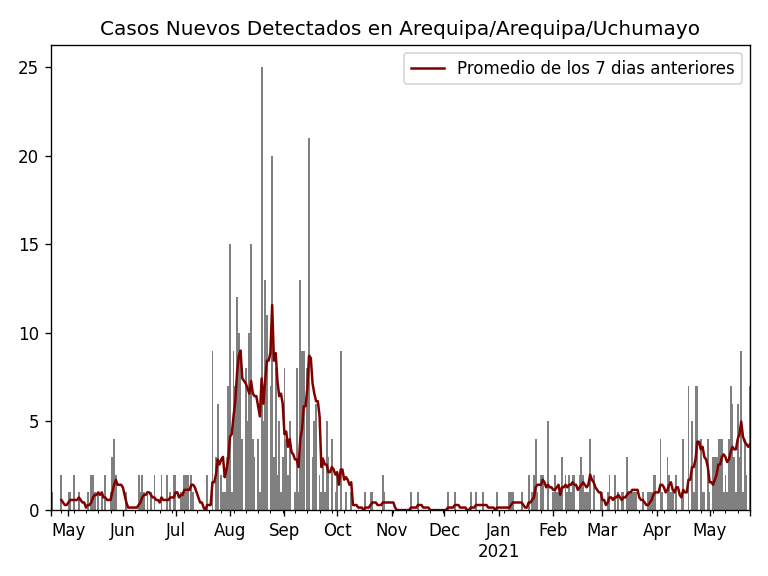 Casos Nuevos Detectados en Arequipa/Arequipa/Uchumayo
Promedio de los 7 dias anteriores
25
20
15
10
5
0
May Jun Jul Aug Sep Oct Nov Dec Jan Feb Mar Apr May
2021